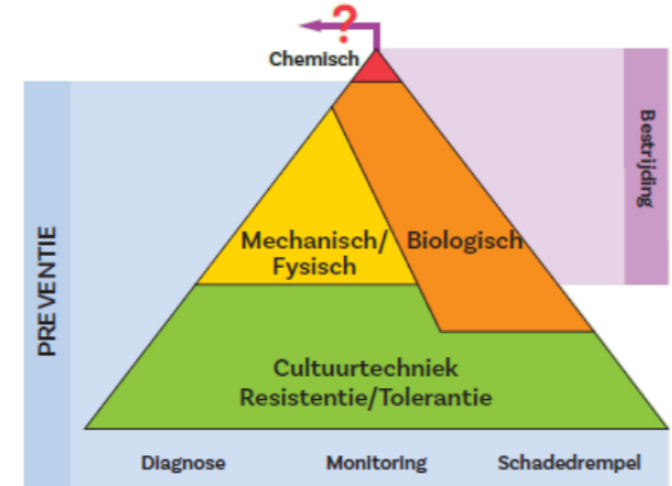 ?
Chemisch
Bestrijding
PREVENTIE
Mechanisch/
Fysisch
Biologisch
Cultuurtechniek
Resistentie/Tolerantie
Diagnose
Monitoring
Schadedrempel